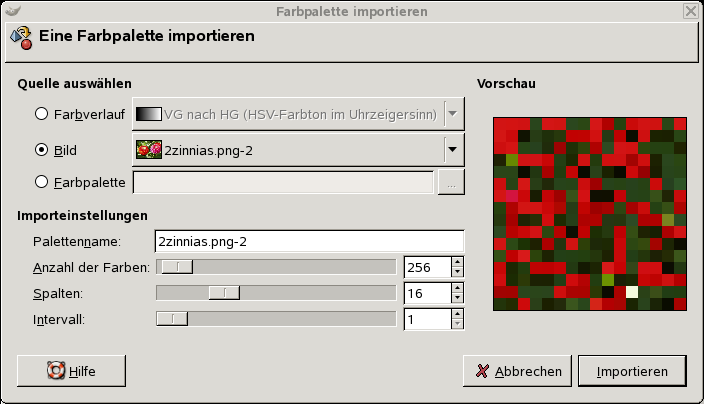 Farbpalette importieren
Eine Farbpalette importieren
Quelle auswählen
Vorschau
Farbverlauf
VG nach HG (HSV-Farbton im Uhrzeigersinn)
Bild
2zinnias.png-2
Farbpalette
...
Importeinstellungen
Palettenname:
2zinnias.png-2
Anzahl der Farben:
256
Spalten:
16
Intervall:
1
Hilfe
Abbrechen
Importieren